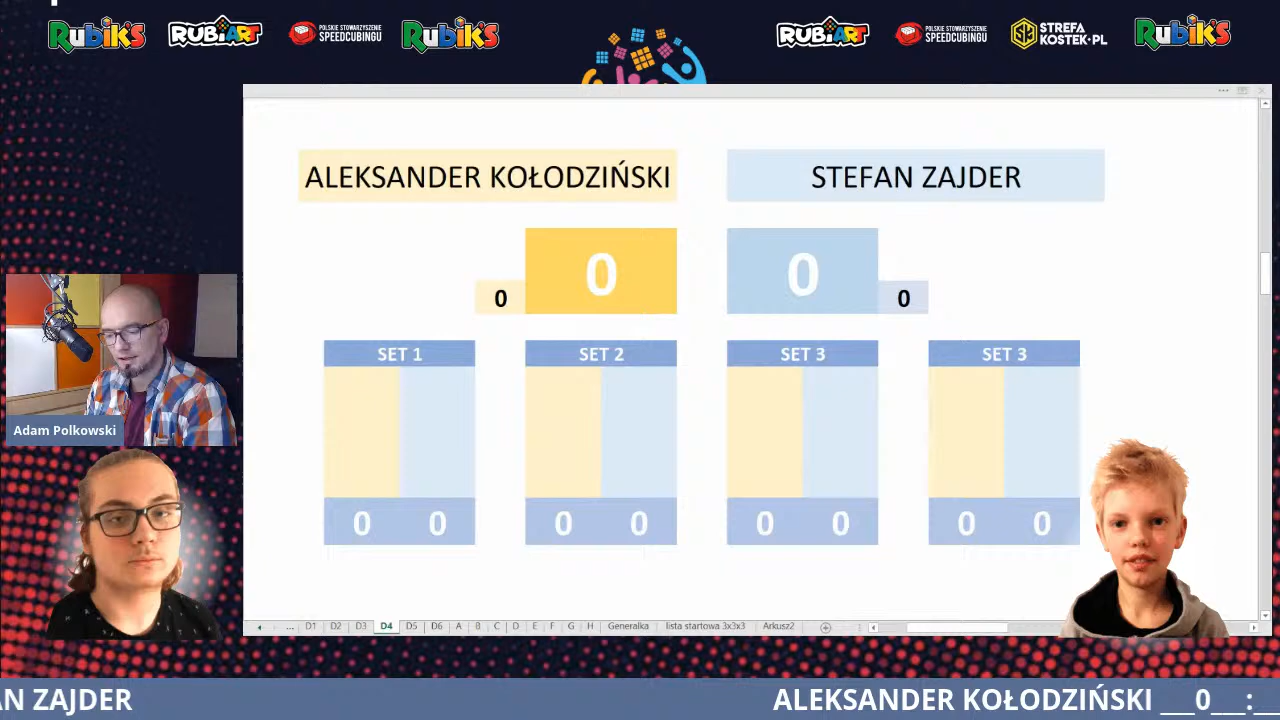 Rubik's RUBIART POLSKIE STOWARZYSZENIE SPEEDCUBINGU Rubik's RUBIART POLSKIE STOWARZYSZENIE SPEEDCUBINGU STREFA KOSTEK.PL Rubik's
ALEKSANDER KOŁODZIŃSKI STEFAN ZAJDER
0 0 0 0
SET 1 SET 2 SET 3 SET 3
0 0 0 0 0 0 0 0
Adam Polkowski
... D1 D2 D3 D4 D5 D6 A B C D E F G H Generalka lista startowa 3x3x3 Arkusz2
AN ZAJDER ALEKSANDER KOŁODZIŃSKI __0__:__